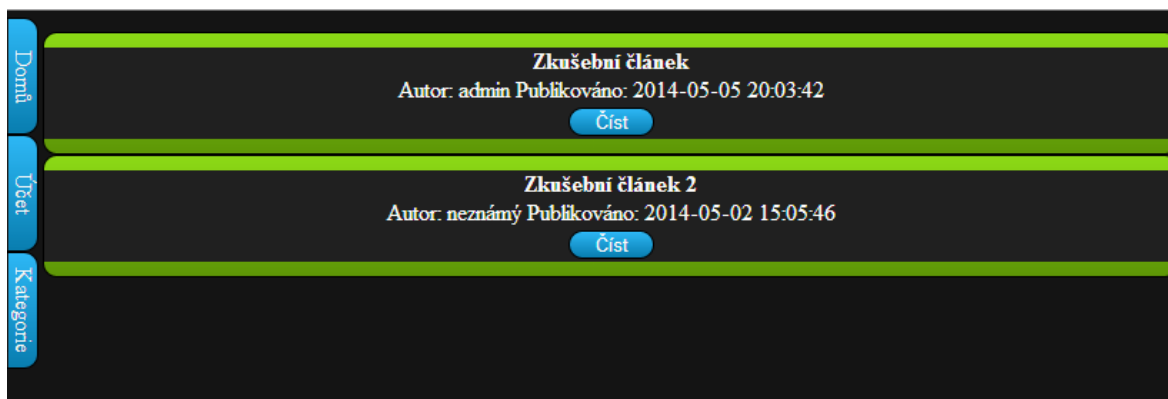 Domů
Účet
Kategorie
Zkušební článek
Autor: admin Publikováno: 2014-05-05 20:03:42
Číst
Zkušební článek 2
Autor: neznámý Publikováno: 2014-05-02 15:05:46
Číst